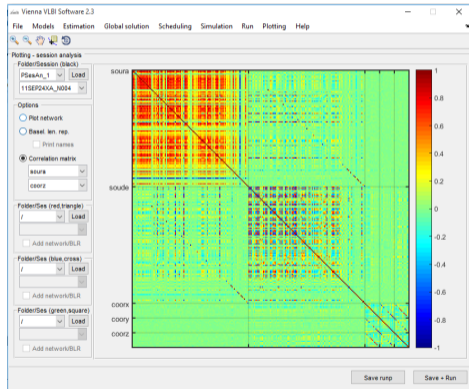 Vienna VLBI Software 2.3
File Models Estimation Global solution Scheduling Simulation Run Plotting Help
Plotting - session analysis
Folder/Session (black)
PSesAn_1 Load
11SEP24XA_N004
Options
Plot network
Basel. len. rep.
Print names
Correlation matrix
soura
coorz
Folder/Ses (red,triangle)
/ Load
Add network/BLR
Folder/Ses (blue,cross)
/ Load
Add network/BLR
Folder/Ses (green,square)
/ Load
Add network/BLR
soura
soude
coorx
coory
coorz
1
0.8
0.6
0.4
0.2
0
-0.2
-0.4
-0.6
-0.8
-1
Save runp Save + Run